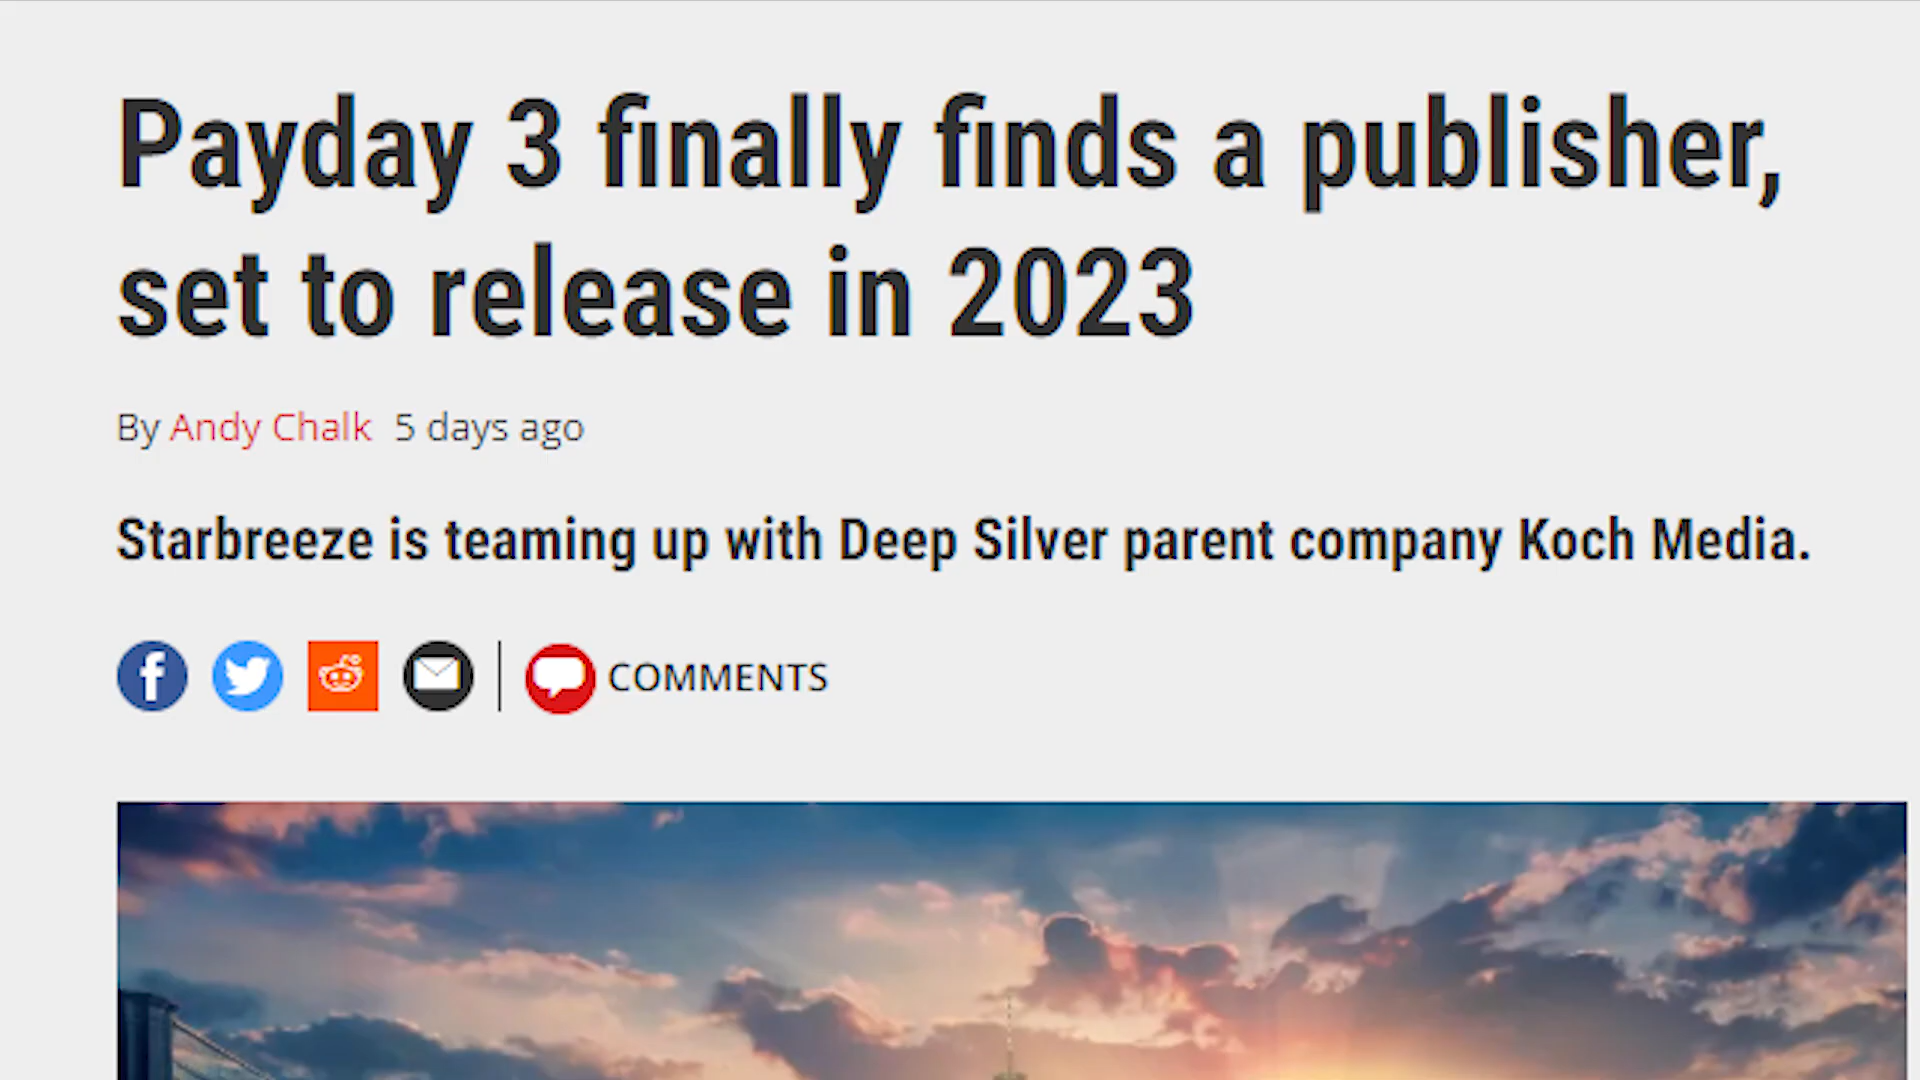 Payday 3 finally finds a publisher,
set to release in 2023
By Andy Chalk 5 days ago
Starbreeze is teaming up with Deep Silver parent company Koch Media.
COMMENTS